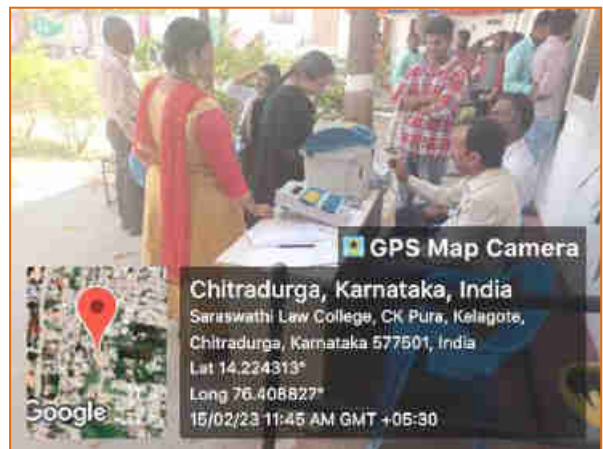 GPS Map Camera
Chitradurga, Karnataka, India
Saraswathi Law College, CK Pura, Kelagote,
Chitradurga, Karnataka 577501, India
Lat 14.224313°
Long 76.408827°
15/02/23 11:45 AM GMT +05:30
Google